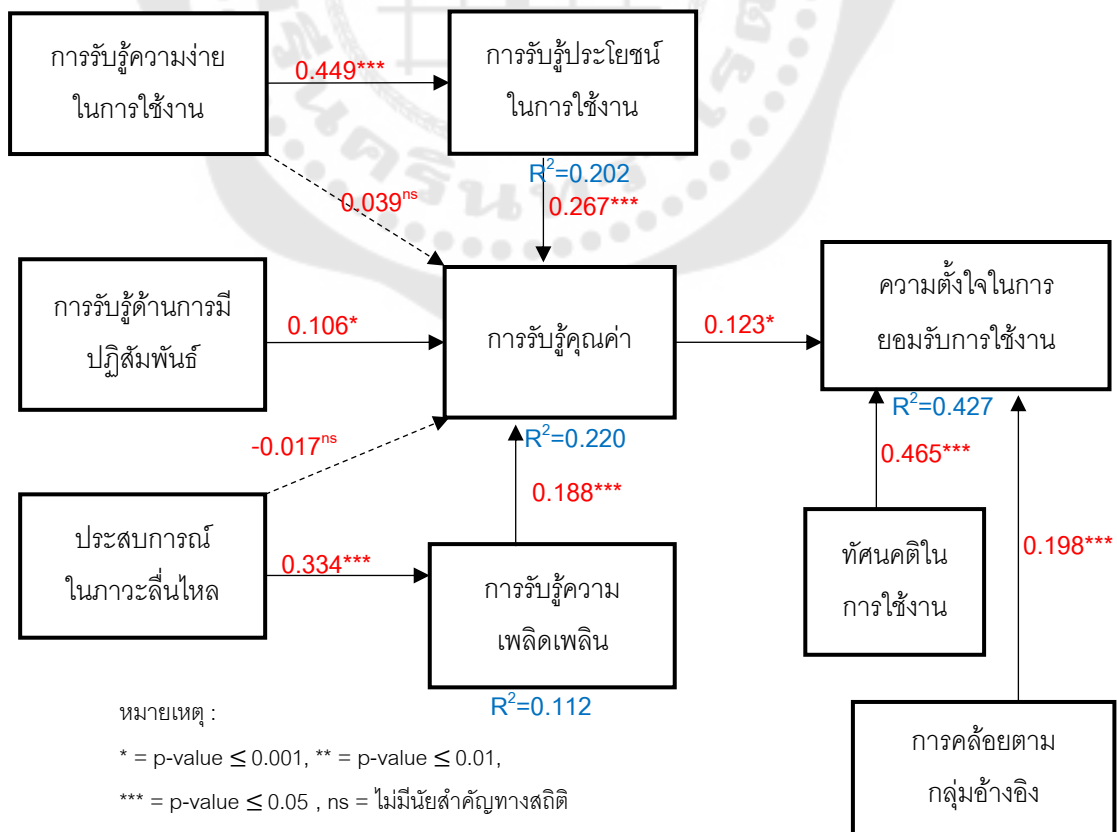 การรับรู้ความง่าย
ในการใช้งาน
0.449***
การรับรู้ประโยชน์
ในการใช้งาน
R²=0.202
0.039ⁿˢ
0.267***
การรับรู้ด้านการมี
ปฏิสัมพันธ์
0.106*
การรับรู้คุณค่า
0.123*
ความตั้งใจในการ
ยอมรับการใช้งาน
R²=0.427
-0.017ⁿˢ
R²=0.220
0.465***
0.188***
0.198***
ประสบการณ์
ในภาวะลื่นไหล
0.334***
การรับรู้ความ
เพลิดเพลิน
R²=0.112
ทัศนคติใน
การใช้งาน
การคล้อยตาม
กลุ่มอ้างอิง
หมายเหตุ :
* = p-value ≤ 0.001, ** = p-value ≤ 0.01,
*** = p-value ≤ 0.05 , ns = ไม่มีนัยสำคัญทางสถิติ